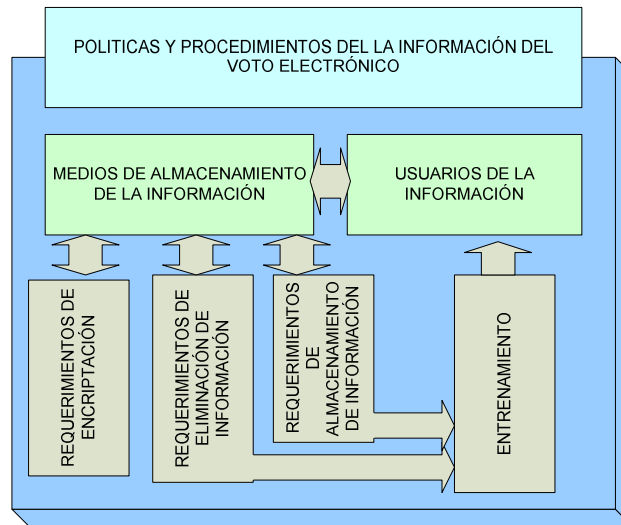 POLITICAS Y PROCEDIMIENTOS DEL LA INFORMACIÓN DEL
VOTO ELECTRÓNICO
MEDIOS DE ALMACENAMIENTO
DE LA INFORMACIÓN
USUARIOS DE LA
INFORMACIÓN
REQUERIMIENTOS DE
ENCRIPTACIÓN
REQUERIMIENTOS DE
ELIMINACIÓN DE
INFORMACIÓN
REQUERIMIENTOS
DE
ALMACENAMIENTO
DE INFORMACIÓN
ENTRENAMIENTO